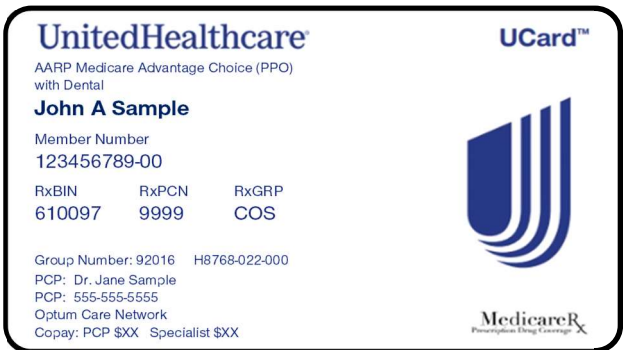 UnitedHealthcare®
UCard™
AARP Medicare Advantage Choice (PPO)
with Dental
John A Sample
Member Number
123456789-00
RxBIN RxPCN RxGRP
610097 9999 COS
Group Number: 92016 H8768-022-000
PCP: Dr. Jane Sample
PCP: 555-555-5555
Optum Care Network
Copay: PCP $XX Specialist $XX
MedicareRx
Prescription Drug Coverage